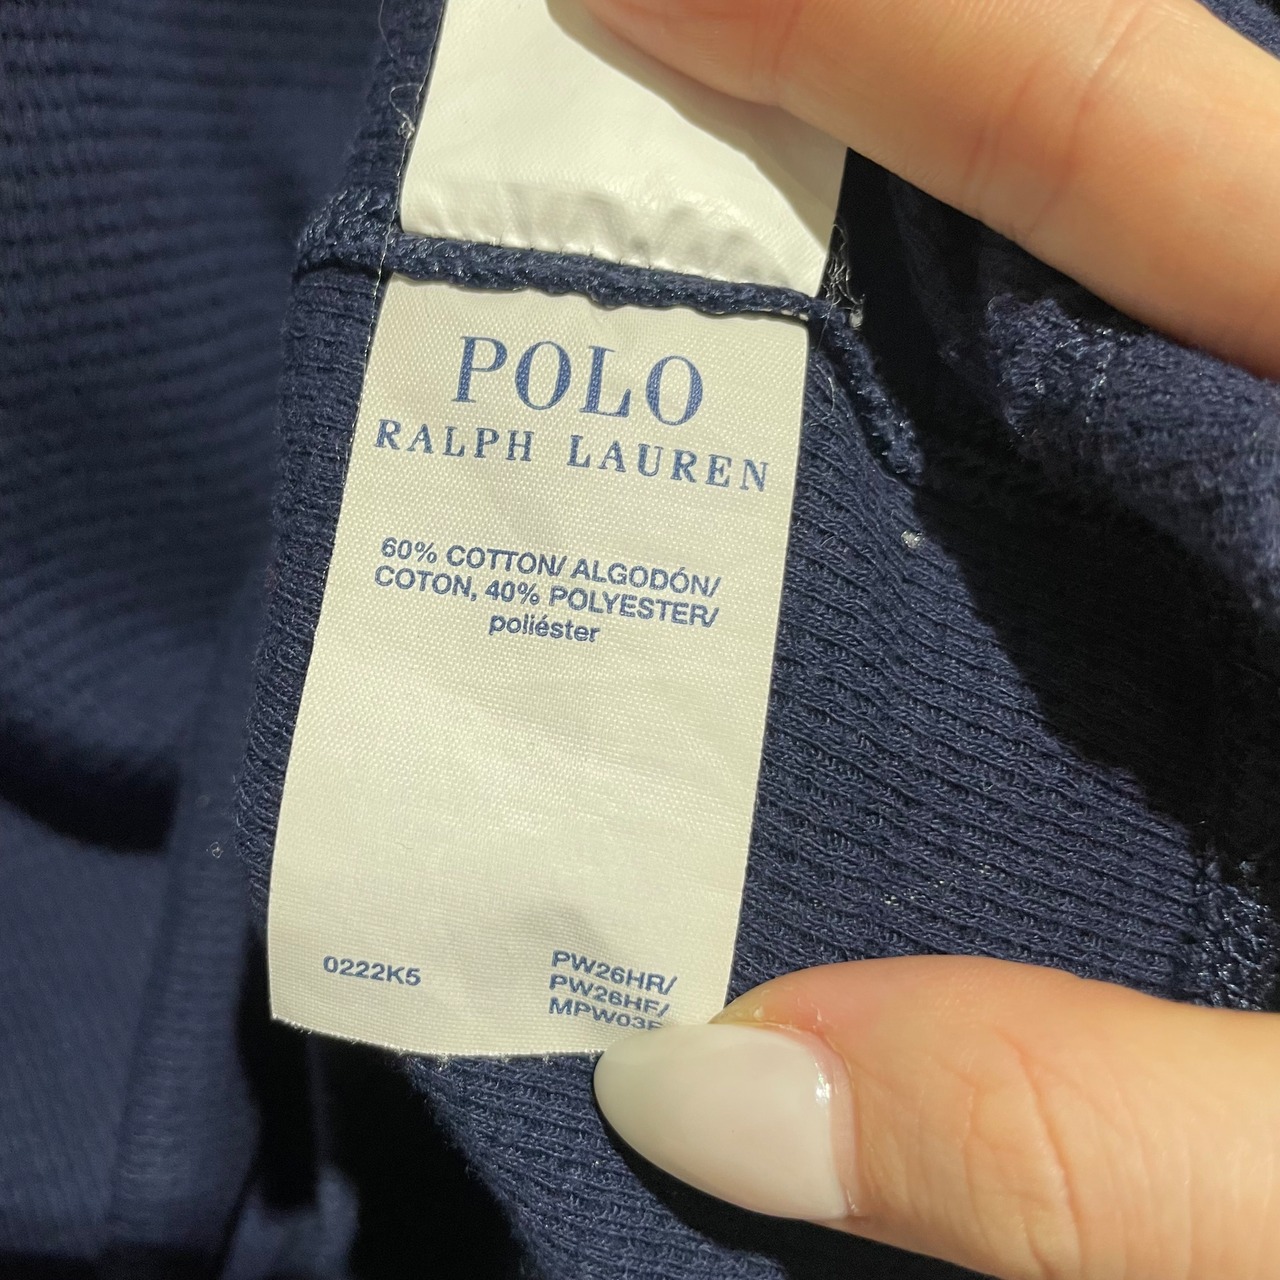 POLO
RALPH LAUREN
60% COTTON/ ALGODÓN/
COTON, 40% POLYESTER/
poliéster
0222K5
PW26HR/
PW26HF/